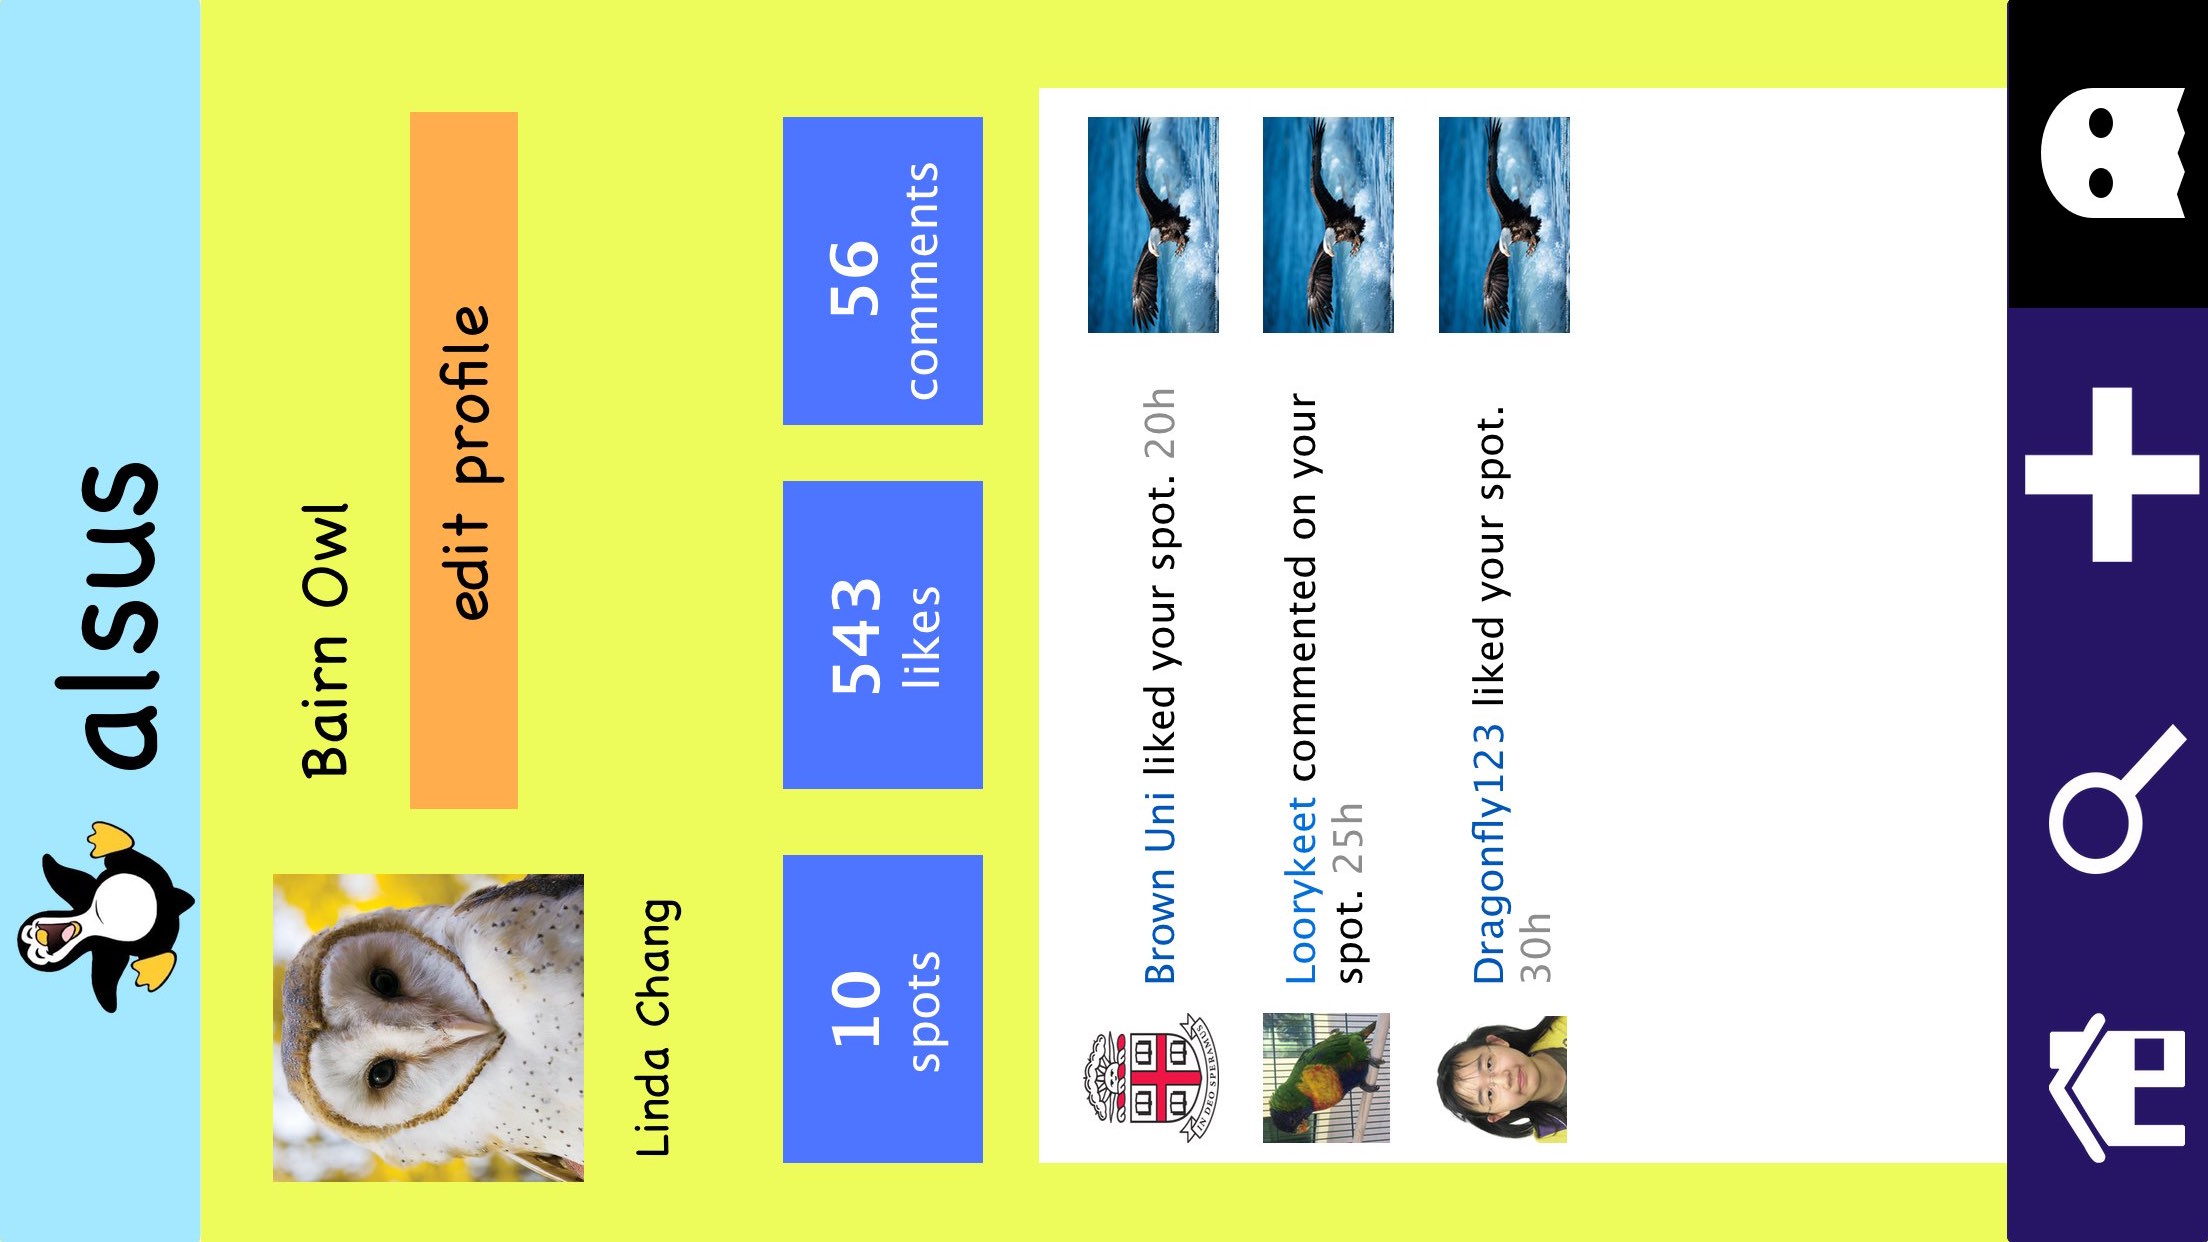 alsus
Bairn Owl
edit profile
Linda Chang
10
spots
543
likes
56
comments
Brown Uni liked your spot. 20h
Loorykeet commented on your
spot. 25h
Dragonfly123 liked your spot.
30h
IN DEO SPERAMUS